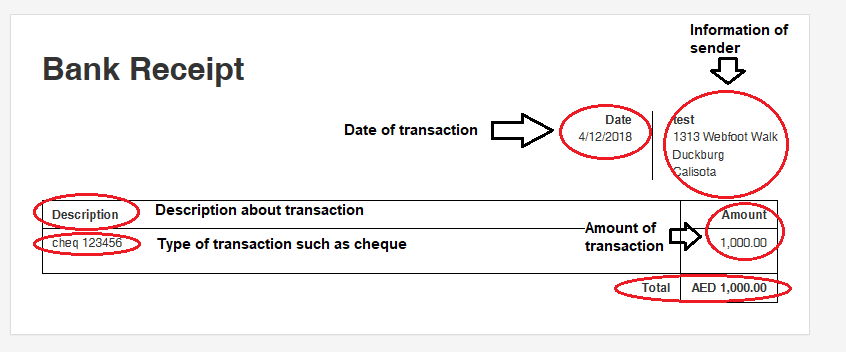 Information of
sender
Bank Receipt
Date of transaction
Date
4/12/2018
test
1313 Webfoot Walk
Duckburg
Calisota
Description
Description about transaction
Amount
cheq 123456
Type of transaction such as cheque
Amount of
transaction
1,000.00
Total
AED 1,000.00